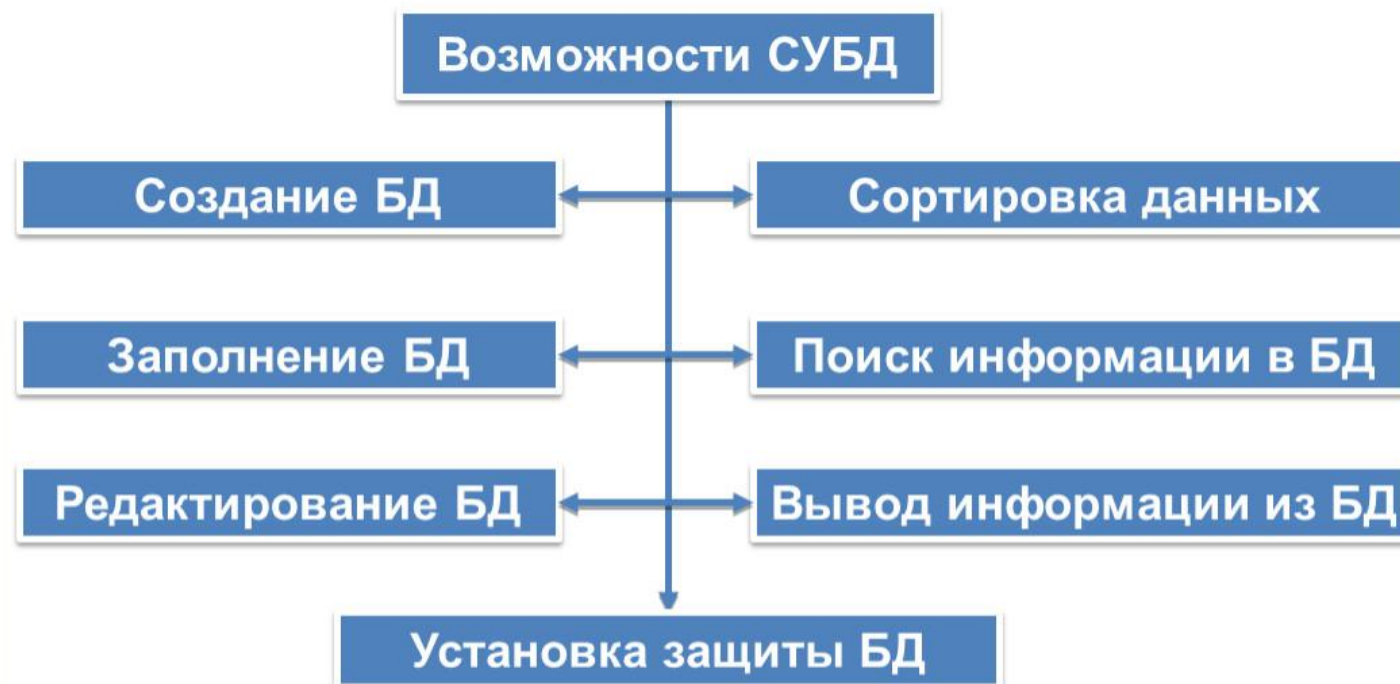 Возможности СУБД
Создание БД
Сортировка данных
Заполнение БД
Поиск информации в БД
Редактирование БД
Вывод информации из БД
Установка защиты БД